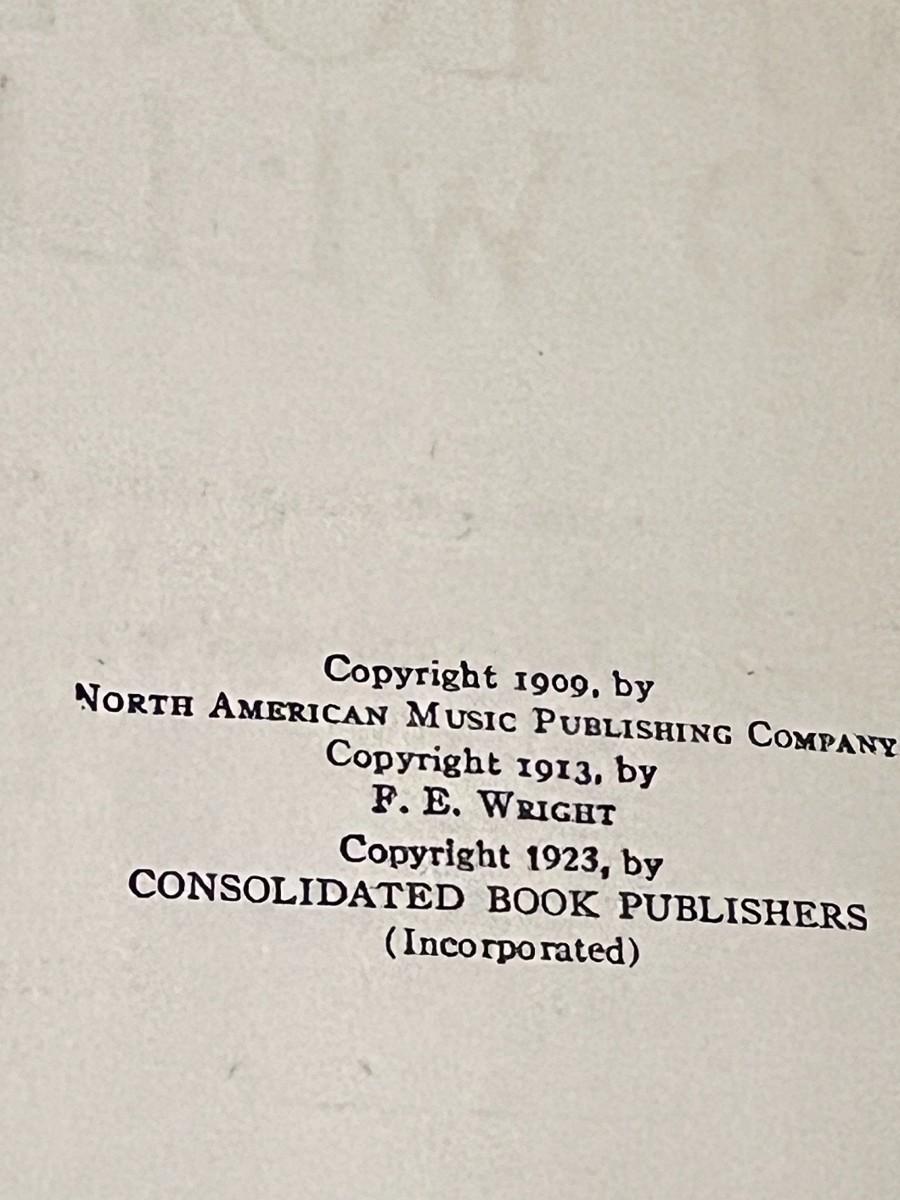 Copyright 1909, by
NORTH AMERICAN MUSIC PUBLISHING COMPANY
Copyright 1913, by
F. E. WRIGHT
Copyright 1923, by
CONSOLIDATED BOOK PUBLISHERS
(Incorporated)